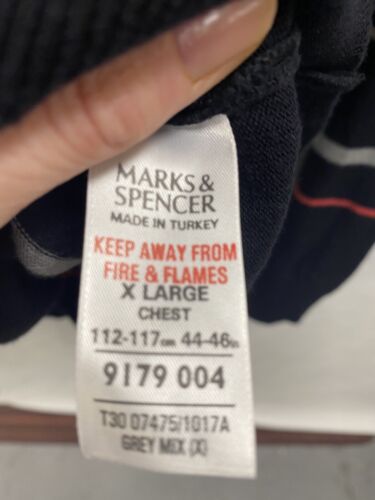 MARKS &
SPENCER
MADE IN TURKEY
KEEP AWAY FROM
FIRE & FLAMES
X LARGE
CHEST
112-117cm 44-46in
9179 004
T30 07475/1017A
GREY MIX (X)